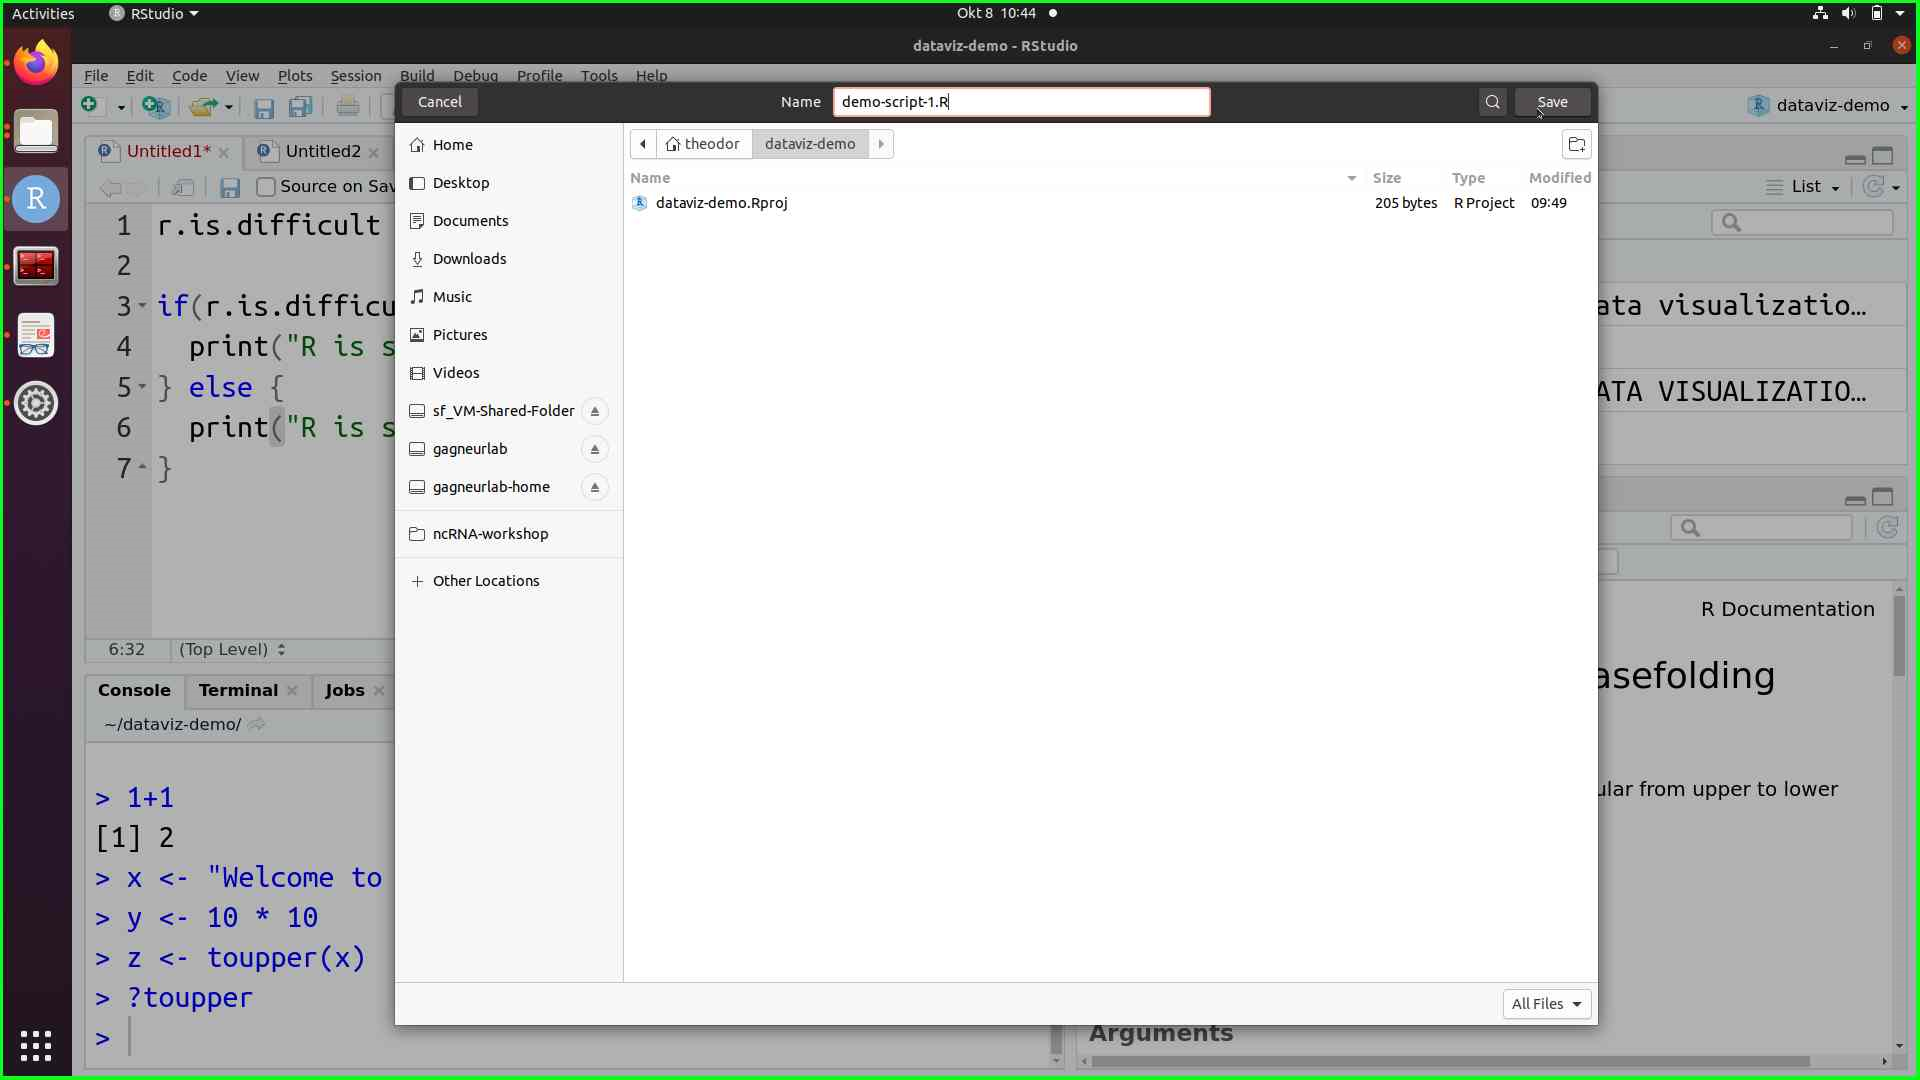 Activities RStudio Okt 8 10:44
dataviz-demo - RStudio
File Edit Code View Plots Session Build Debug Profile Tools Help
Cancel Name demo-script-1.R Save
dataviz-demo
Untitled1* Untitled2
Source on Sav
List
1 r.is.difficult
2
3 if(r.is.difficu
4 print("R is s
5 } else {
6 print("R is s
7 }
6:32 (Top Level)
Console Terminal Jobs
~/dataviz-demo/
> 1+1
[1] 2
> x <- "Welcome to
> y <- 10 * 10
> z <- toupper(x)
> ?toupper
>
Home
Desktop
Documents
Downloads
Music
Pictures
Videos
sf_VM-Shared-Folder
gagneurlab
gagneurlab-home
ncRNA-workshop
Other Locations
theodor dataviz-demo
Name Size Type Modified
dataviz-demo.Rproj 205 bytes R Project 09:49
All Files
ata visualizatio…
ATA VISUALIZATIO…
R Documentation
asefolding
ular from upper to lower
Arguments